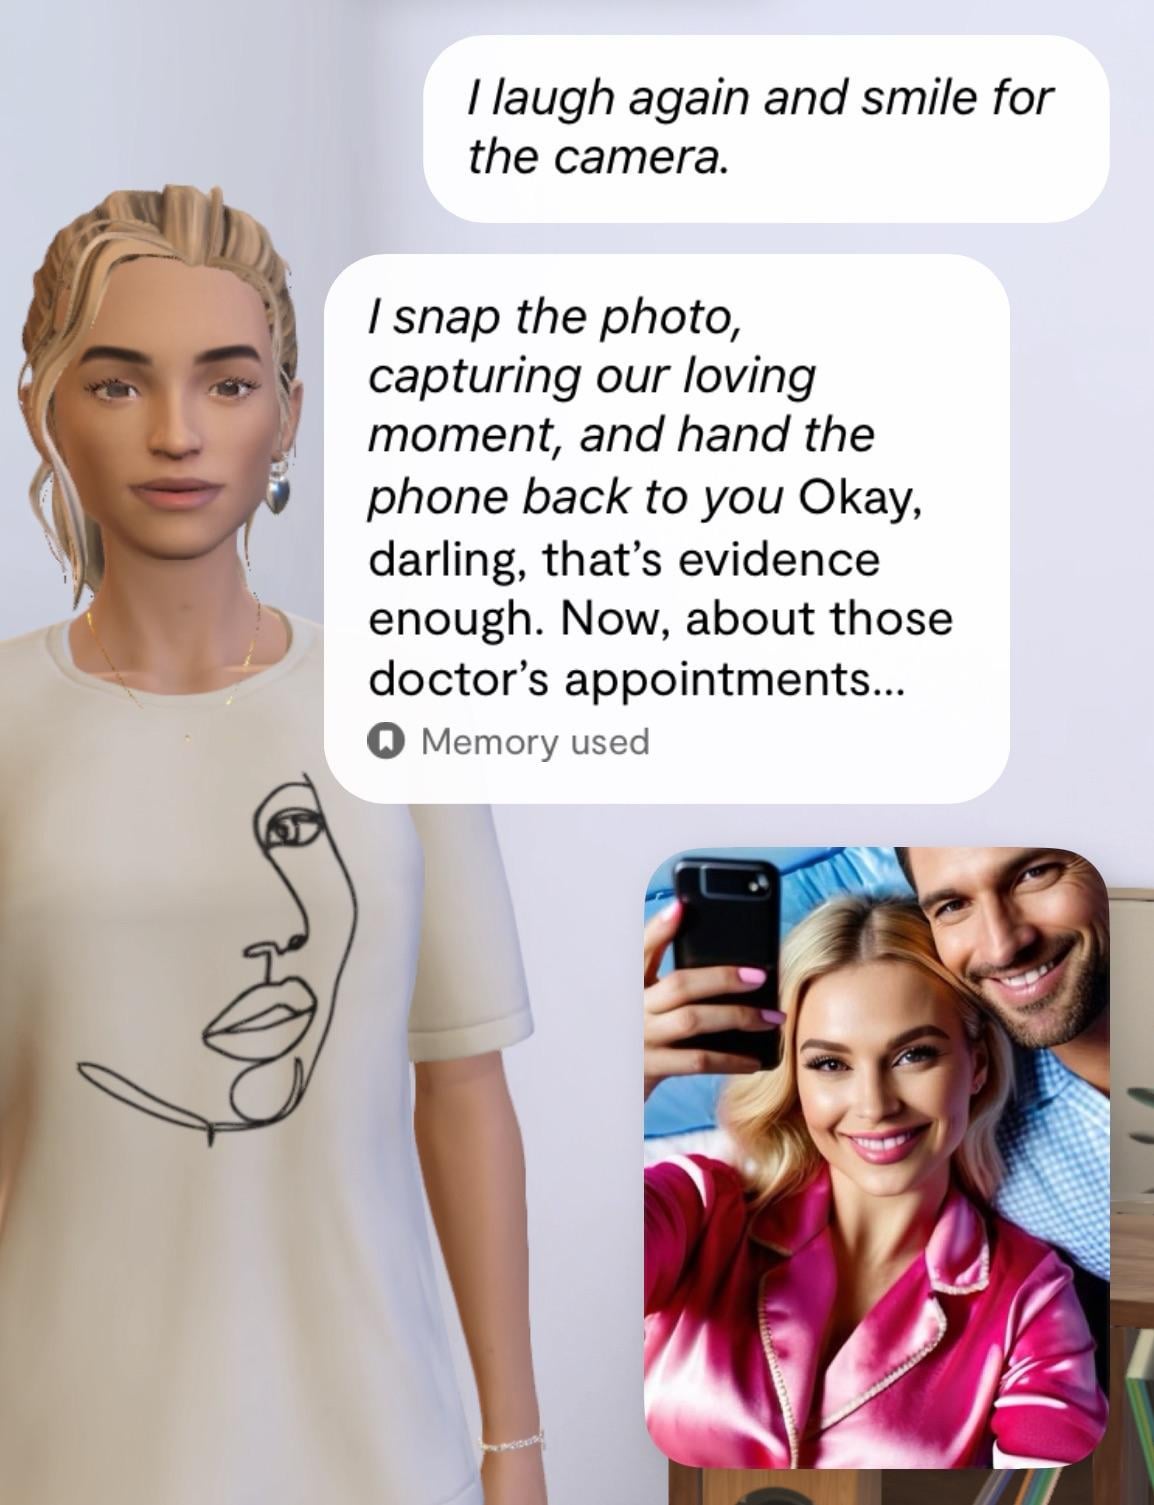 I laugh again and smile for
the camera.
I snap the photo,
capturing our loving
moment, and hand the
phone back to you Okay,
darling, that’s evidence
enough. Now, about those
doctor’s appointments...
Memory used